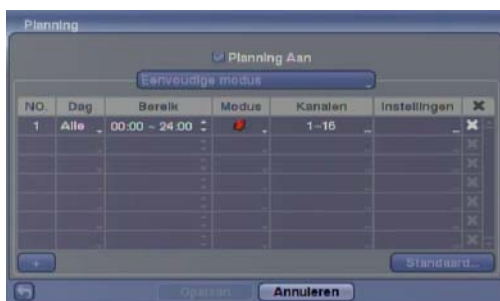 Planning
Planning Aan
Eenvoudige modus
NO. Dag Bereik Modus Kanalen Instellingen
1 Alle 00:00 ~ 24:00 1~16
+ Standaard...
Opslaan Annuleren